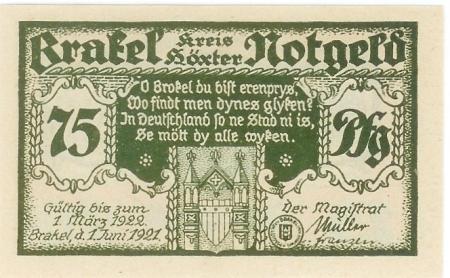 Brakel Kreis Höxter Notgeld
O Brokel du bist erenprys,
Wo findt men dynes glyken?
In Deutschland so ne Stad ni is,
Se mött dy alle wyken.
75 Pfg
Gültig bis zum
1. März 1922
Brakel, d. 1. Juni 1921
Der Magistrat
Müller
Franzen